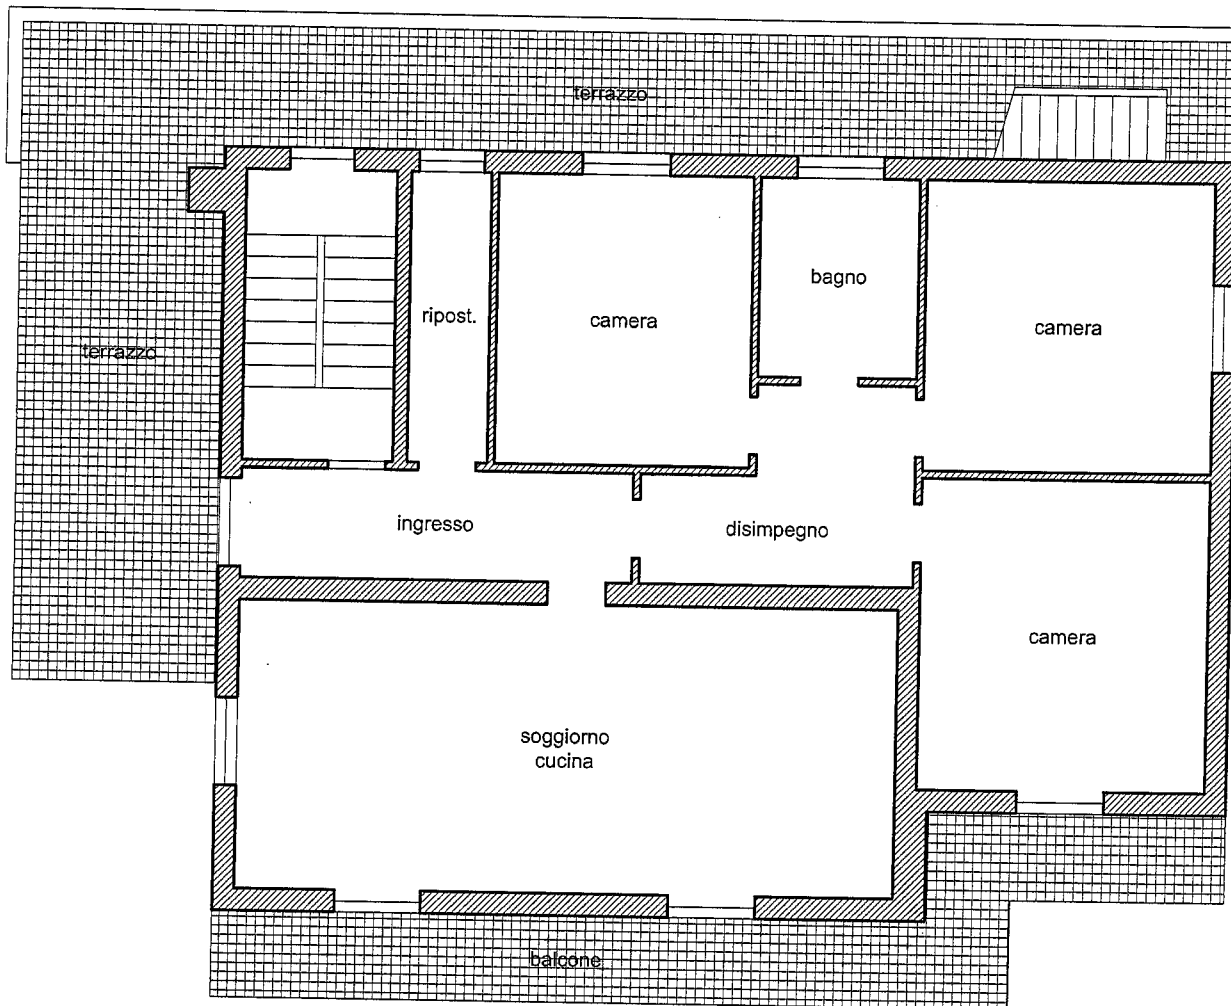 terrazzo
bagno
ripost.
camera
camera
terrazzo
ingresso
disimpegno
camera
soggiorno
cucina
balcone